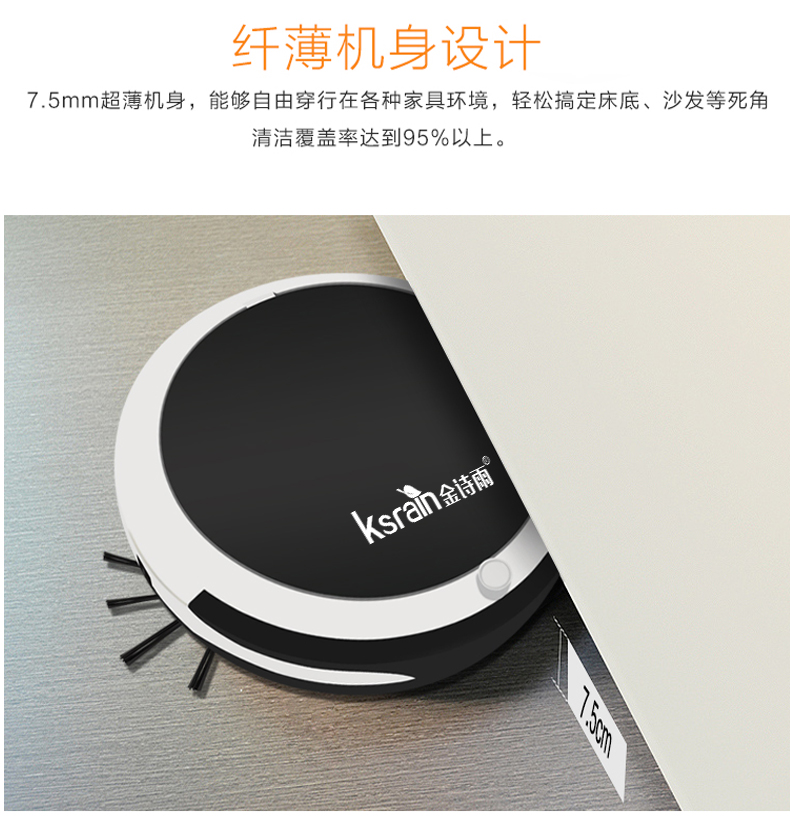 纤薄机身设计
7.5mm超薄机身，能够自由穿行在各种家具环境，轻松搞定床底、沙发等死角
清洁覆盖率达到95%以上。
ksrain金诗雨®
7.5cm